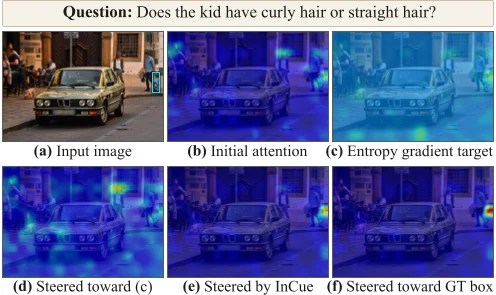 Question: Does the kid have curly hair or straight hair?
(a) Input image
(b) Initial attention
(c) Entropy gradient target
(d) Steered toward (c)
(e) Steered by InCue
(f) Steered toward GT box